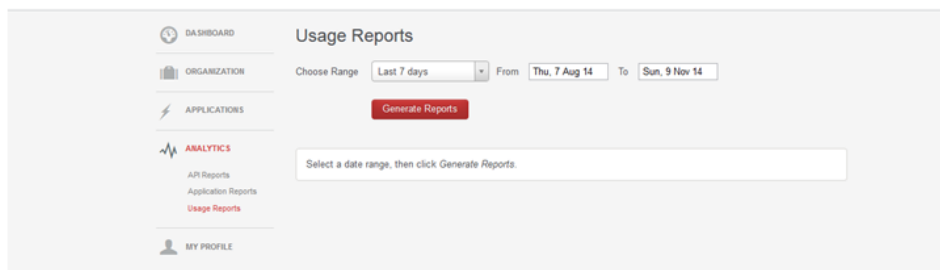 DASHBOARD
ORGANIZATION
APPLICATIONS
ANALYTICS
API Reports
Application Reports
Usage Reports
MY PROFILE
Usage Reports
Choose Range Last 7 days From Thu, 7 Aug 14 To Sun, 9 Nov 14
Generate Reports
Select a date range, then click Generate Reports.